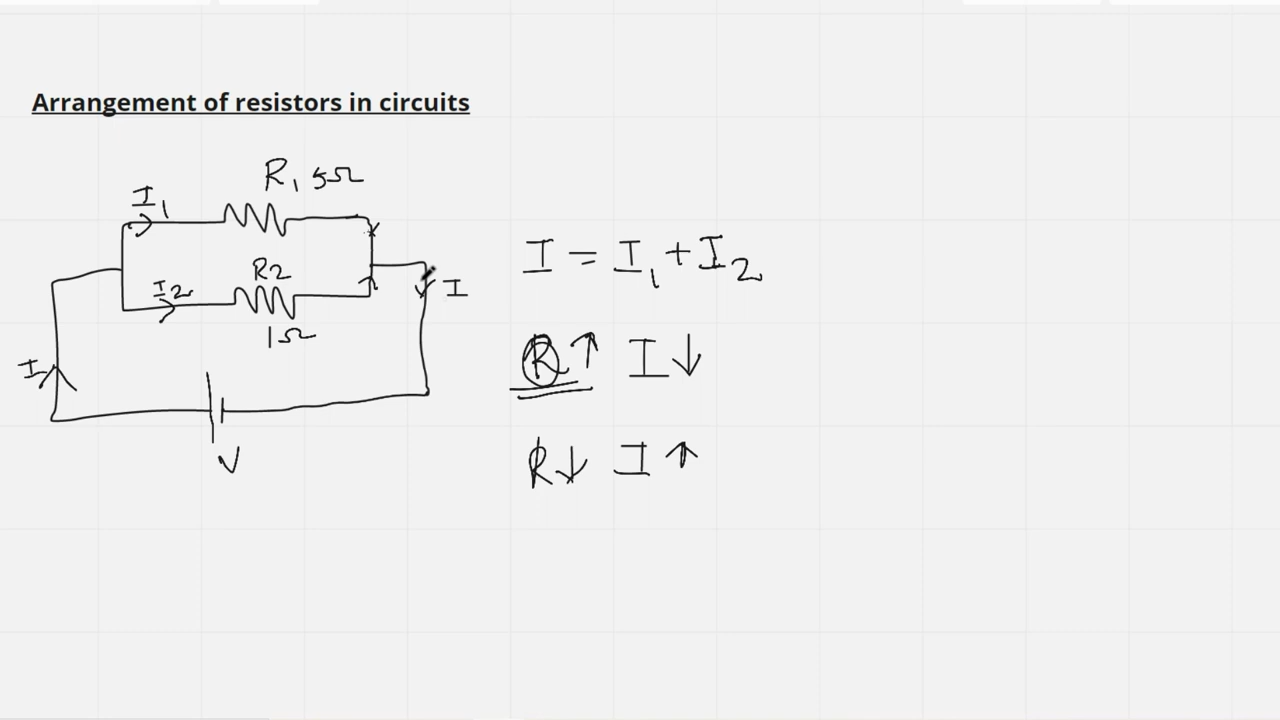 Arrangement of resistors in circuits
R₁ 5Ω
I₁
R2
I₂
1Ω
I
I
V
I = I₁ + I₂
R↑ I↓
R↓ I↑